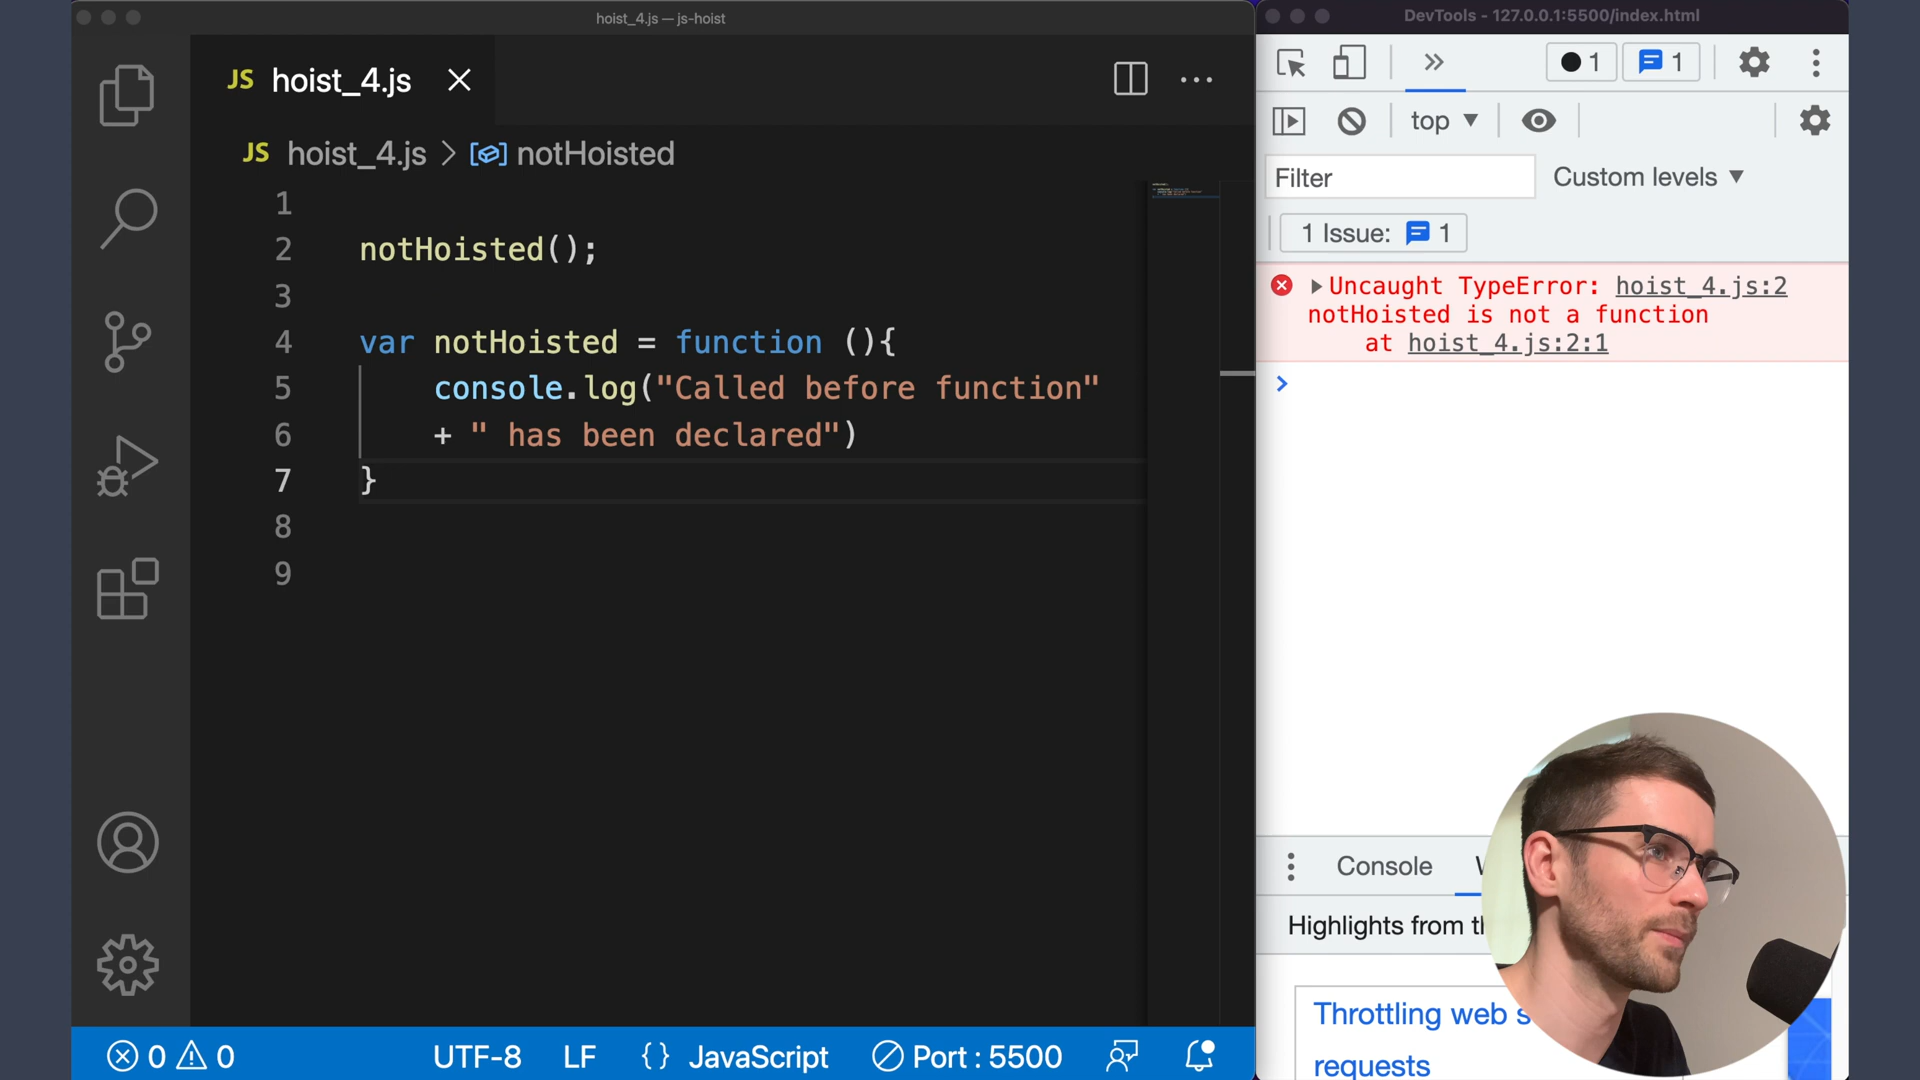 hoist_4.js — js-hoist
JS hoist_4.js
JS hoist_4.js > notHoisted
1
2 notHoisted();
3
4 var notHoisted = function (){
5 console.log("Called before function"
6 + " has been declared")
7 }
8
9
0 0 UTF-8 LF {} JavaScript Port : 5500
DevTools - 127.0.0.1:5500/index.html
1 1
top
Filter Custom levels
1 Issue: 1
Uncaught TypeError: hoist_4.js:2
notHoisted is not a function
at hoist_4.js:2:1
Console
Highlights from
Throttling web
requests